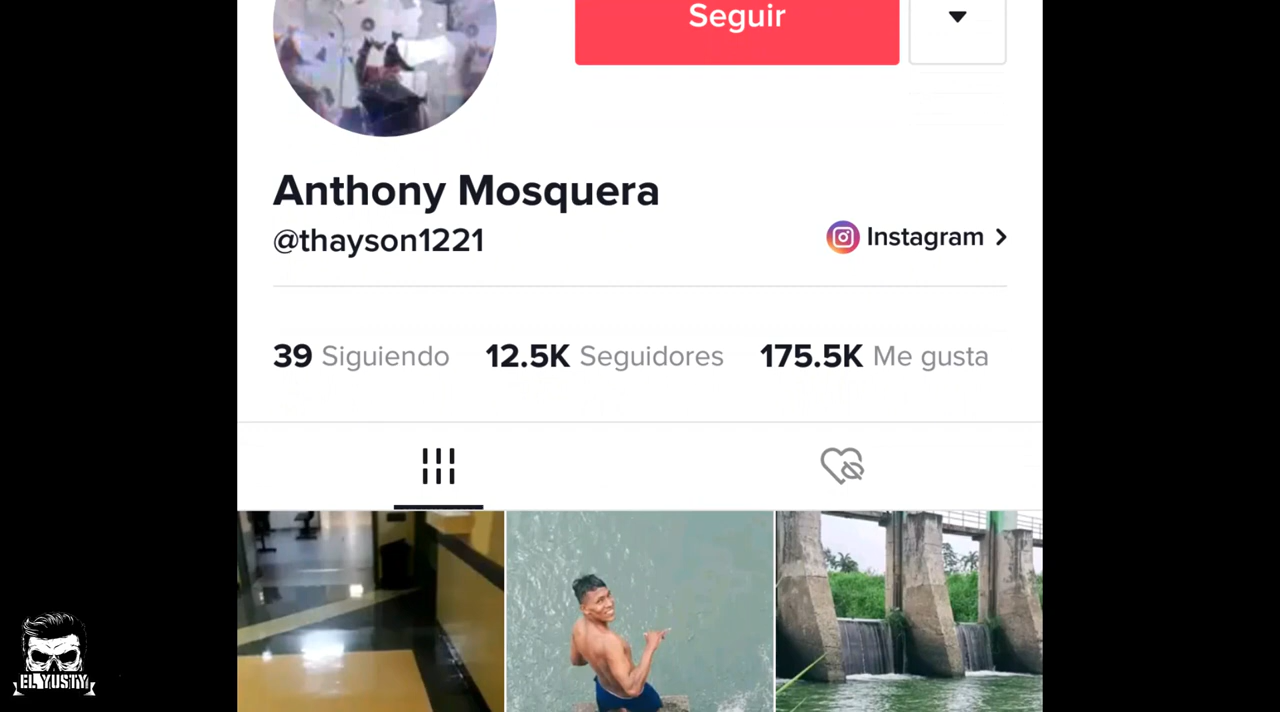 Seguir
Anthony Mosquera
@thayson1221
Instagram
39 Siguiendo 12.5K Seguidores 175.5K Me gusta
EL YUSTY